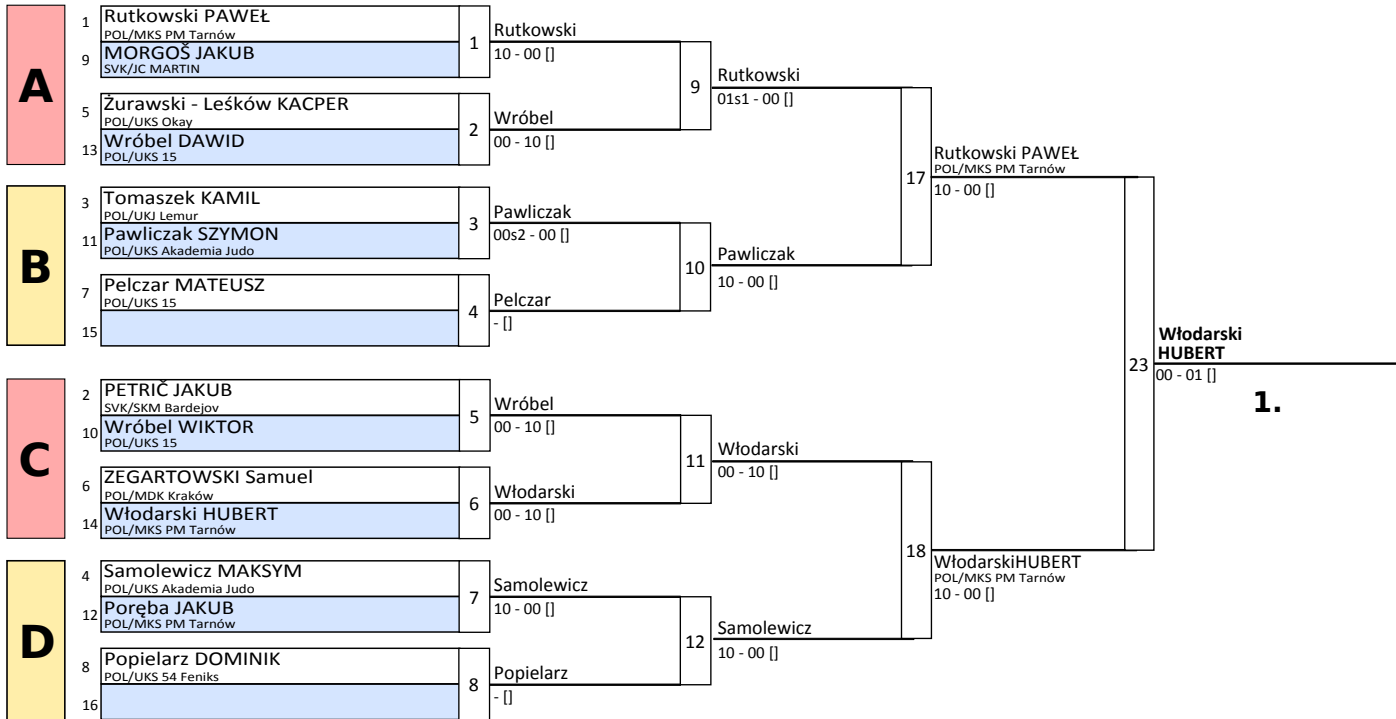 A
1
Rutkowski PAWEŁ
POL/MKS PM Tarnów
9
MORGOŠ JAKUB
SVK/JC MARTIN
1
Rutkowski
10 - 00 []
5
Żurawski - Leśków KACPER
POL/UKS Okay
13
Wróbel DAWID
POL/UKS 15
2
Wróbel
00 - 10 []
9
Rutkowski
01s1 - 00 []
B
3
Tomaszek KAMIL
POL/UKJ Lemur
11
Pawliczak SZYMON
POL/UKS Akademia Judo
3
Pawliczak
00s2 - 00 []
7
Pelczar MATEUSZ
POL/UKS 15
15
4
Pelczar
- []
10
Pawliczak
10 - 00 []
17
Rutkowski PAWEŁ
POL/MKS PM Tarnów
10 - 00 []
C
2
PETRIČ JAKUB
SVK/SKM Bardejov
10
Wróbel WIKTOR
POL/UKS 15
5
Wróbel
00 - 10 []
6
ZEGARTOWSKI Samuel
POL/MDK Kraków
14
Włodarski HUBERT
POL/MKS PM Tarnów
6
Włodarski
00 - 10 []
11
Włodarski
00 - 10 []
D
4
Samolewicz MAKSYM
POL/UKS Akademia Judo
12
Poręba JAKUB
POL/MKS PM Tarnów
7
Samolewicz
10 - 00 []
8
Popielarz DOMINIK
POL/UKS 54 Feniks
16
8
Popielarz
- []
12
Samolewicz
10 - 00 []
18
WłodarskiHUBERT
POL/MKS PM Tarnów
10 - 00 []
23
Włodarski
HUBERT
00 - 01 []
1.